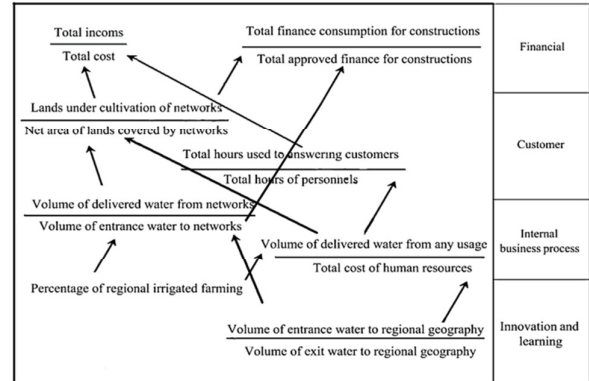 Total incoms
Total cost
Total finance consumption for constructions
Total approved finance for constructions
Financial
Lands under cultivation of networks
Net area of lands covered by networks
Total hours used to answering customers
Total hours of personnels
Customer
Volume of delivered water from networks
Volume of entrance water to networks
Volume of delivered water from any usage
Total cost of human resources
Internal
business process
Percentage of regional irrigated farming
Volume of entrance water to regional geography
Volume of exit water to regional geography
Innovation and
learning